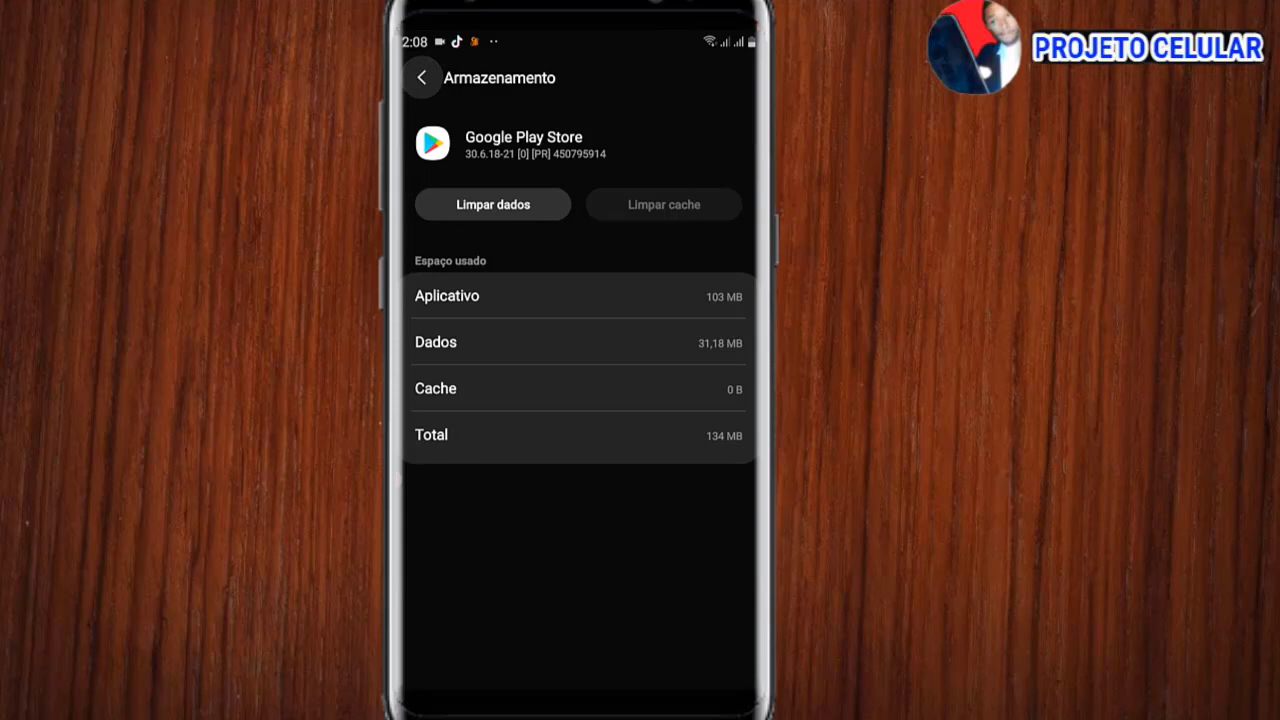 PROJETO CELULAR
2:08
Armazenamento
Google Play Store
30.6.18-21 [0] [PR] 450795914
Limpar dados
Limpar cache
Espaço usado
Aplicativo
103 MB
Dados
31,18 MB
Cache
0 B
Total
134 MB